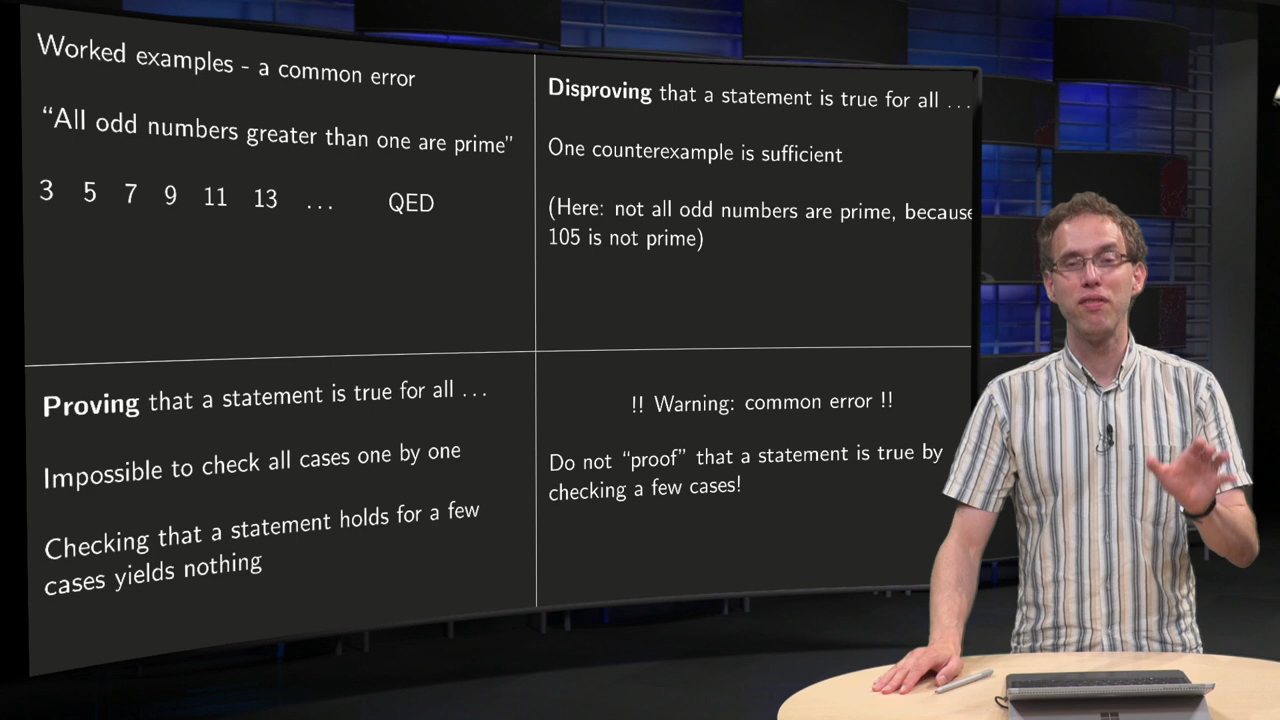 Worked examples - a common error
“All odd numbers greater than one are prime”
3 5 7 9 11 13 ... QED
Disproving that a statement is true for all ...
One counterexample is sufficient
(Here: not all odd numbers are prime, because
105 is not prime)
Proving that a statement is true for all ...
Impossible to check all cases one by one
Checking that a statement holds for a few
cases yields nothing
!! Warning: common error !!
Do not “proof” that a statement is true by
checking a few cases!